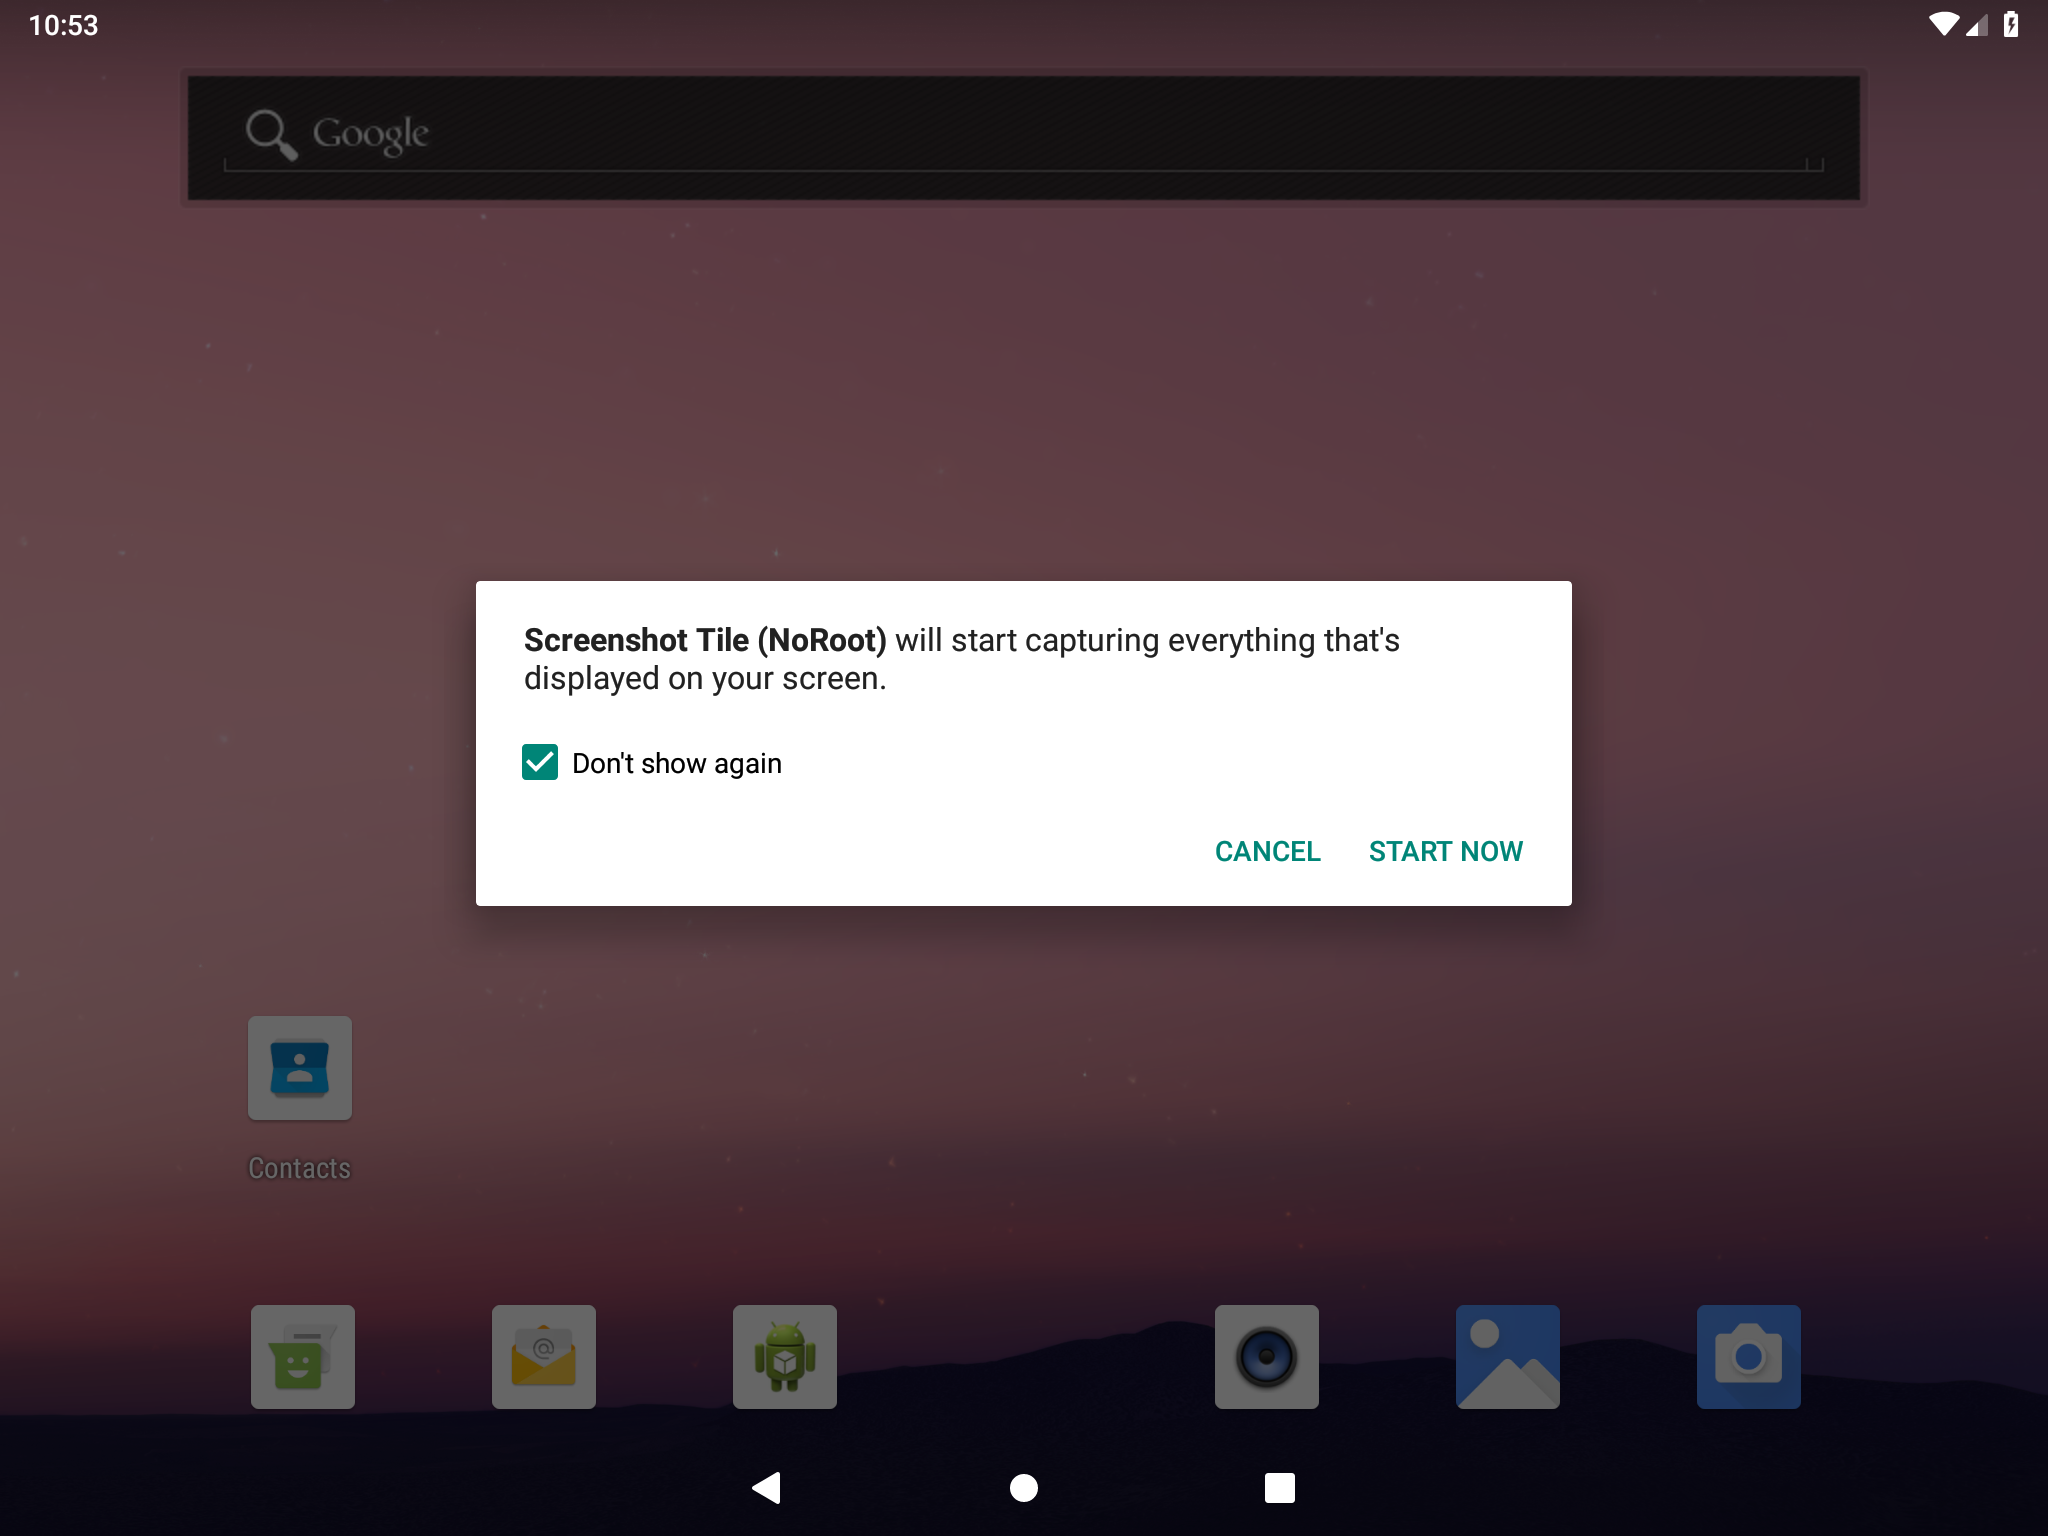 10:53
Google
Screenshot Tile (NoRoot) will start capturing everything that's
displayed on your screen.
Don't show again
CANCEL START NOW
Contacts
@